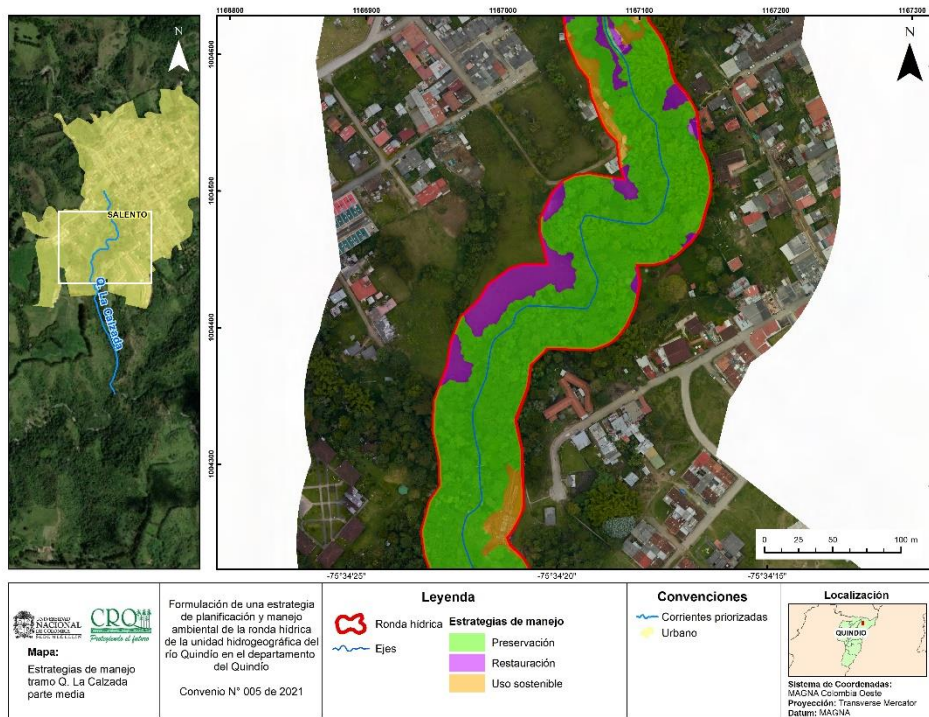 1166800
1166900
1167000
1167100
1167200
1167300
N
N
SALENTO
Q. La Calzada
1004600
1004500
1004400
1004300
0 25 50 100 m
-75°34'25"
-75°34'20"
-75°34'15"
UNIVERSIDAD
NACIONAL
DE COLOMBIA
CRQ
Protegiendo el futuro
Mapa:
Estrategias de manejo
tramo Q. La Calzada
parte media
Formulación de una estrategia
de planificación y manejo
ambiental de la ronda hídrica
de la unidad hidrogeográfica del
río Quindío en el departamento
del Quindío
Convenio N° 005 de 2021
Leyenda
Ronda hídrica
Ejes
Estrategias de manejo
Preservación
Restauración
Uso sostenible
Convenciones
Corrientes priorizadas
Urbano
Localización
QUINDIO
Sistema de Coordenadas:
MAGNA Colombia Oeste
Proyección: Transverse Mercator
Datum: MAGNA